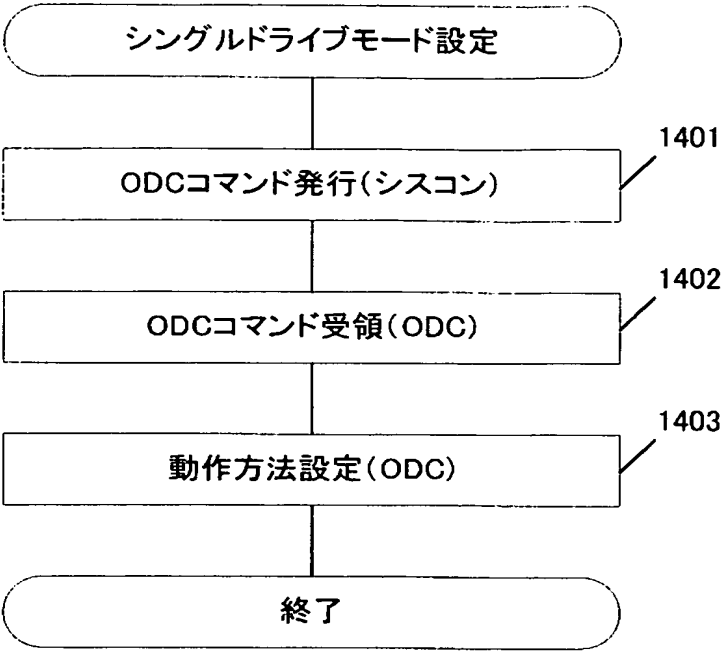 シングルドライブモード設定
1401
ODCコマンド発行(シスコン)
1402
ODCコマンド受領(ODC)
1403
動作方法設定(ODC)
終了